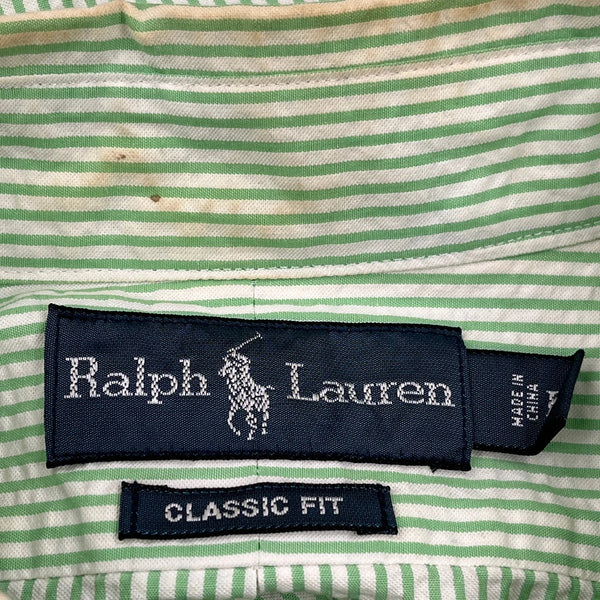 Ralph Lauren
MADE IN
CHINA
CLASSIC FIT